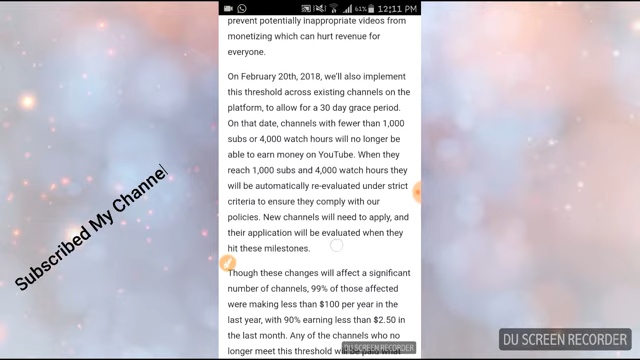 61% 12:11 PM
prevent potentially inappropriate videos from
monetizing which can hurt revenue for
everyone.
On February 20th, 2018, we'll also implement
this threshold across existing channels on the
platform, to allow for a 30 day grace period.
On that date, channels with fewer than 1,000
subs or 4,000 watch hours will no longer be
able to earn money on YouTube. When they
reach 1,000 subs and 4,000 watch hours they
will be automatically re-evaluated under strict
criteria to ensure they comply with our
policies. New channels will need to apply, and
their application will be evaluated when they
hit these milestones.
Though these changes will affect a significant
number of channels, 99% of those affected
were making less than $100 per year in the
last year, with 90% earning less than $2.50 in
the last month. Any of the channels who no
longer meet this threshold will be paid what
Subscribed My Channel
DU SCREEN RECORDER
DU SCREEN RECORDER